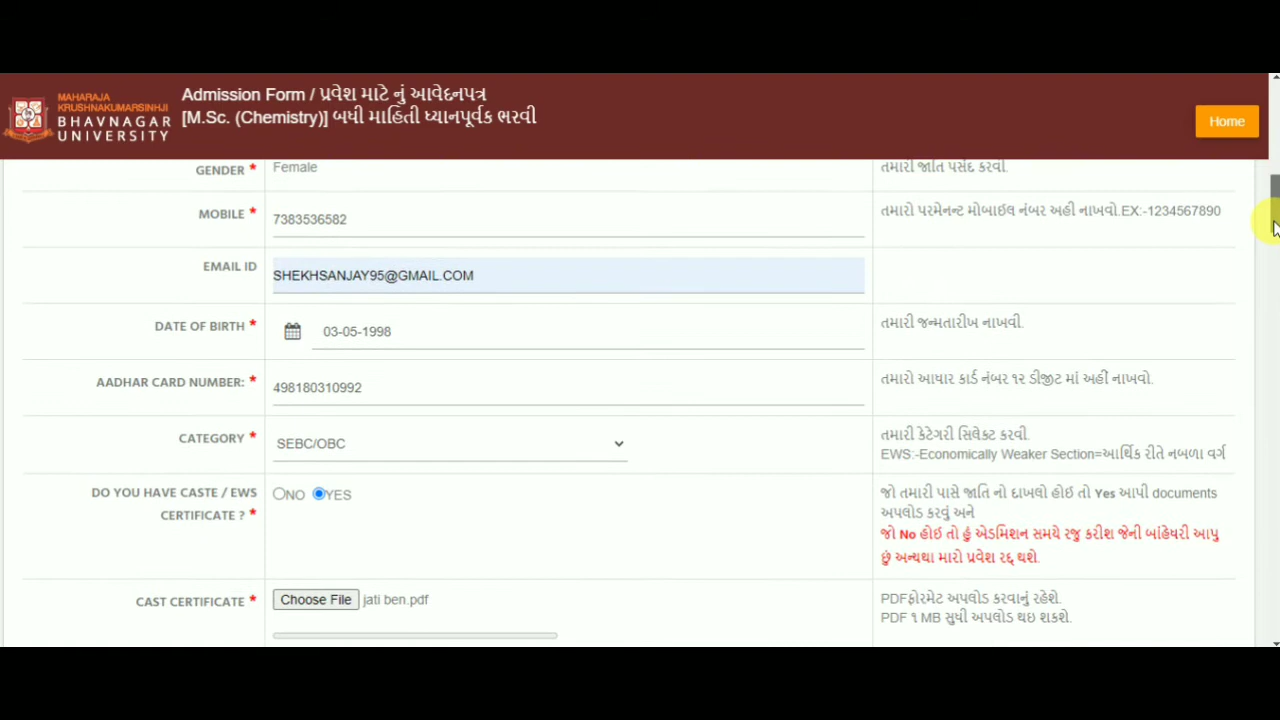 MAHARAJA
KRUSHNAKUMARSINHJI
BHAVNAGAR
UNIVERSITY
Admission Form / પ્રવેશ માટે નું આવેદનપત્ર
[M.Sc. (Chemistry)] બધી માહિતી ધ્યાનપૂર્વક ભરવી
Home
GENDER * Female તમારી જાતિ પસંદ કરવી.
MOBILE * 7383536582 તમારો પરમેનન્ટ મોબાઈલ નંબર અહી નાખવો.EX:-1234567890
EMAIL ID SHEKHSANJAY95@GMAIL.COM
DATE OF BIRTH * 03-05-1998 તમારી જન્મતારીખ નાખવી.
AADHAR CARD NUMBER: * 498180310992 તમારો આધાર કાર્ડ નંબર ૧૨ ડીજીટ માં અહીં નાખવો.
CATEGORY * SEBC/OBC તમારી કેટેગરી સિલેક્ટ કરવી.
EWS:-Economically Weaker Section=આર્થિક રીતે નબળા વર્ગ
DO YOU HAVE CASTE / EWS
CERTIFICATE ? *
NO YES
જો તમારી પાસે જાતિ નો દાખલો હોઈ તો Yes આપી documents
અપલોડ કરવું અને
જો No હોઈ તો હું એડમિશન સમયે રજુ કરીશ જેની બાંહેધરી આપુ
છું અન્યથા મારો પ્રવેશ રદ્દ થશે.
CAST CERTIFICATE * Choose File jati ben.pdf PDFફોરમેટ અપલોડ કરવાનું રહેશે.
PDF ૧ MB સુધી અપલોડ થઇ શકશે.